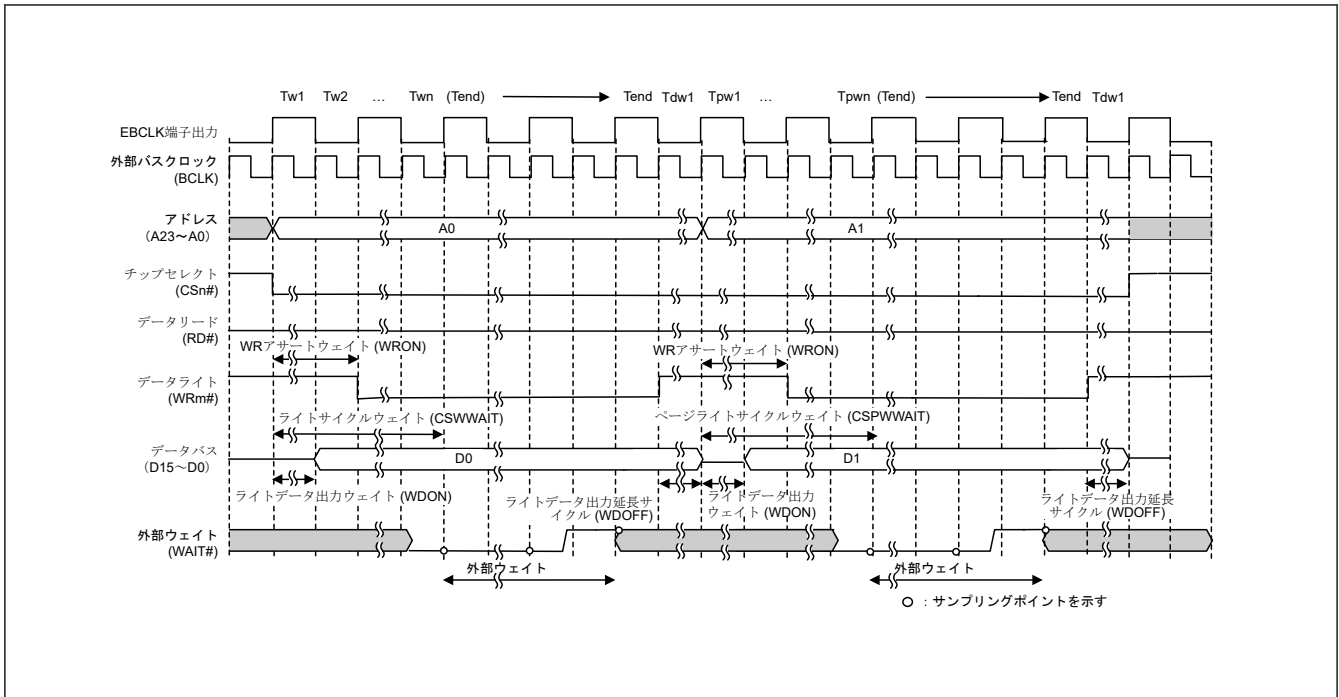 Tw1 Tw2 … Twn (Tend) Tend Tdw1 Tpw1 … Tpwn (Tend) Tend Tdw1
EBCLK端子出力
外部バスクロック
(BCLK)
アドレス
(A23～A0)
A0 A1
チップセレクト
(CSn#)
データリード
(RD#)
WRアサートウェイト (WRON) WRアサートウェイト (WRON)
データライト
(WRm#)
ライトサイクルウェイト (CSWWAIT) ページライトサイクルウェイト (CSPWWAIT)
データバス
(D15～D0)
D0 D1
ライトデータ出力ウェイト (WDON)
ライトデータ出力延長サ
イクル (WDOFF)
ライトデータ出力
ウェイト (WDON)
ライトデータ出力延長
サイクル (WDOFF)
外部ウェイト
(WAIT#)
外部ウェイト 外部ウェイト
○ : サンプリングポイントを示す